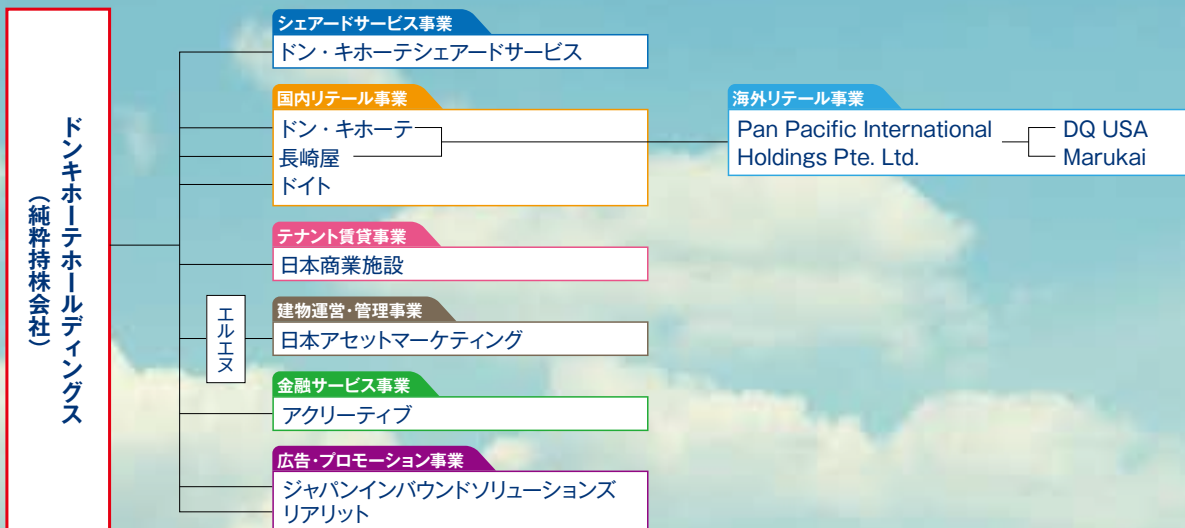 ドンキホーテホールディングス
（純粋持株会社）
シェアードサービス事業
ドン・キホーテシェアードサービス
国内リテール事業
ドン・キホーテ
長崎屋
ドイト
海外リテール事業
Pan Pacific International
Holdings Pte. Ltd.
DQ USA
Marukai
テナント賃貸事業
日本商業施設
エルエヌ
建物運営・管理事業
日本アセットマーケティング
金融サービス事業
アクリーティブ
広告・プロモーション事業
ジャパンインバウンドソリューションズ
リアリット